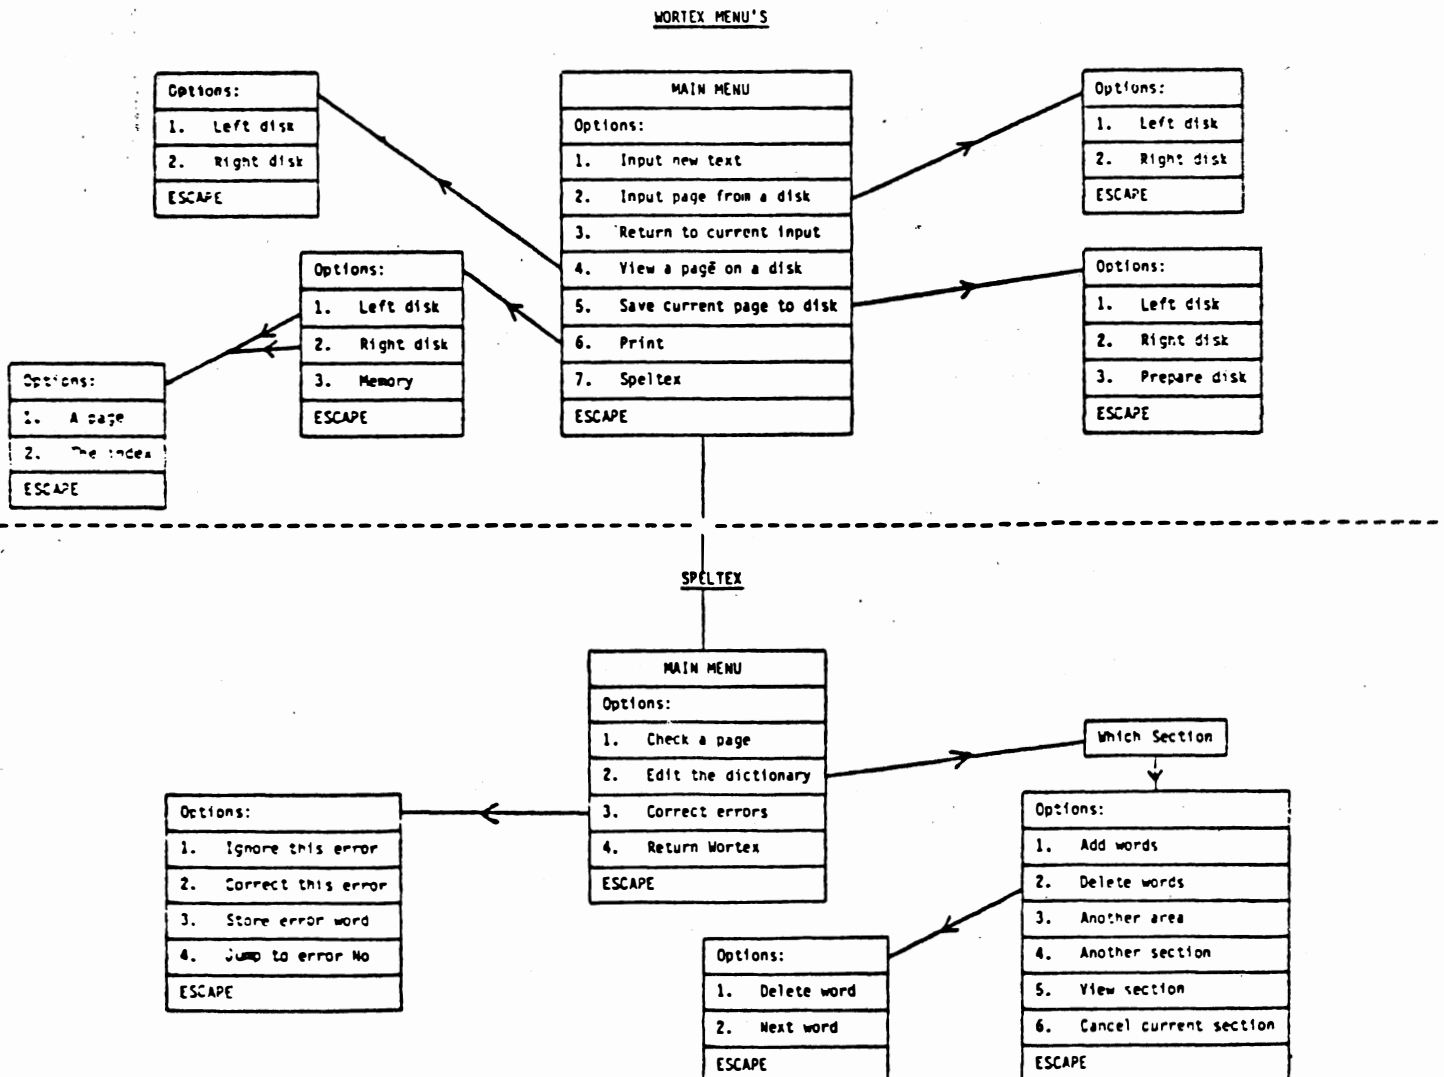 WORTEX MENU'S
Options:
1. Left disk
2. Right disk
ESCAPE
MAIN MENU
Options:
1. Input new text
2. Input page from a disk
3. Return to current input
4. View a page on a disk
5. Save current page to disk
6. Print
7. Speltex
ESCAPE
Options:
1. Left disk
2. Right disk
ESCAPE
Options:
1. Left disk
2. Right disk
3. Memory
ESCAPE
Options:
1. Left disk
2. Right disk
3. Prepare disk
ESCAPE
Options:
1. A page
2. The index
ESCAPE
SPELTEX
MAIN MENU
Options:
1. Check a page
2. Edit the dictionary
3. Correct errors
4. Return Wortex
ESCAPE
Which Section
Options:
1. Ignore this error
2. Correct this error
3. Store error word
4. Jump to error No
ESCAPE
Options:
1. Add words
2. Delete words
3. Another area
4. Another section
5. View section
6. Cancel current section
ESCAPE
Options:
1. Delete word
2. Next word
ESCAPE